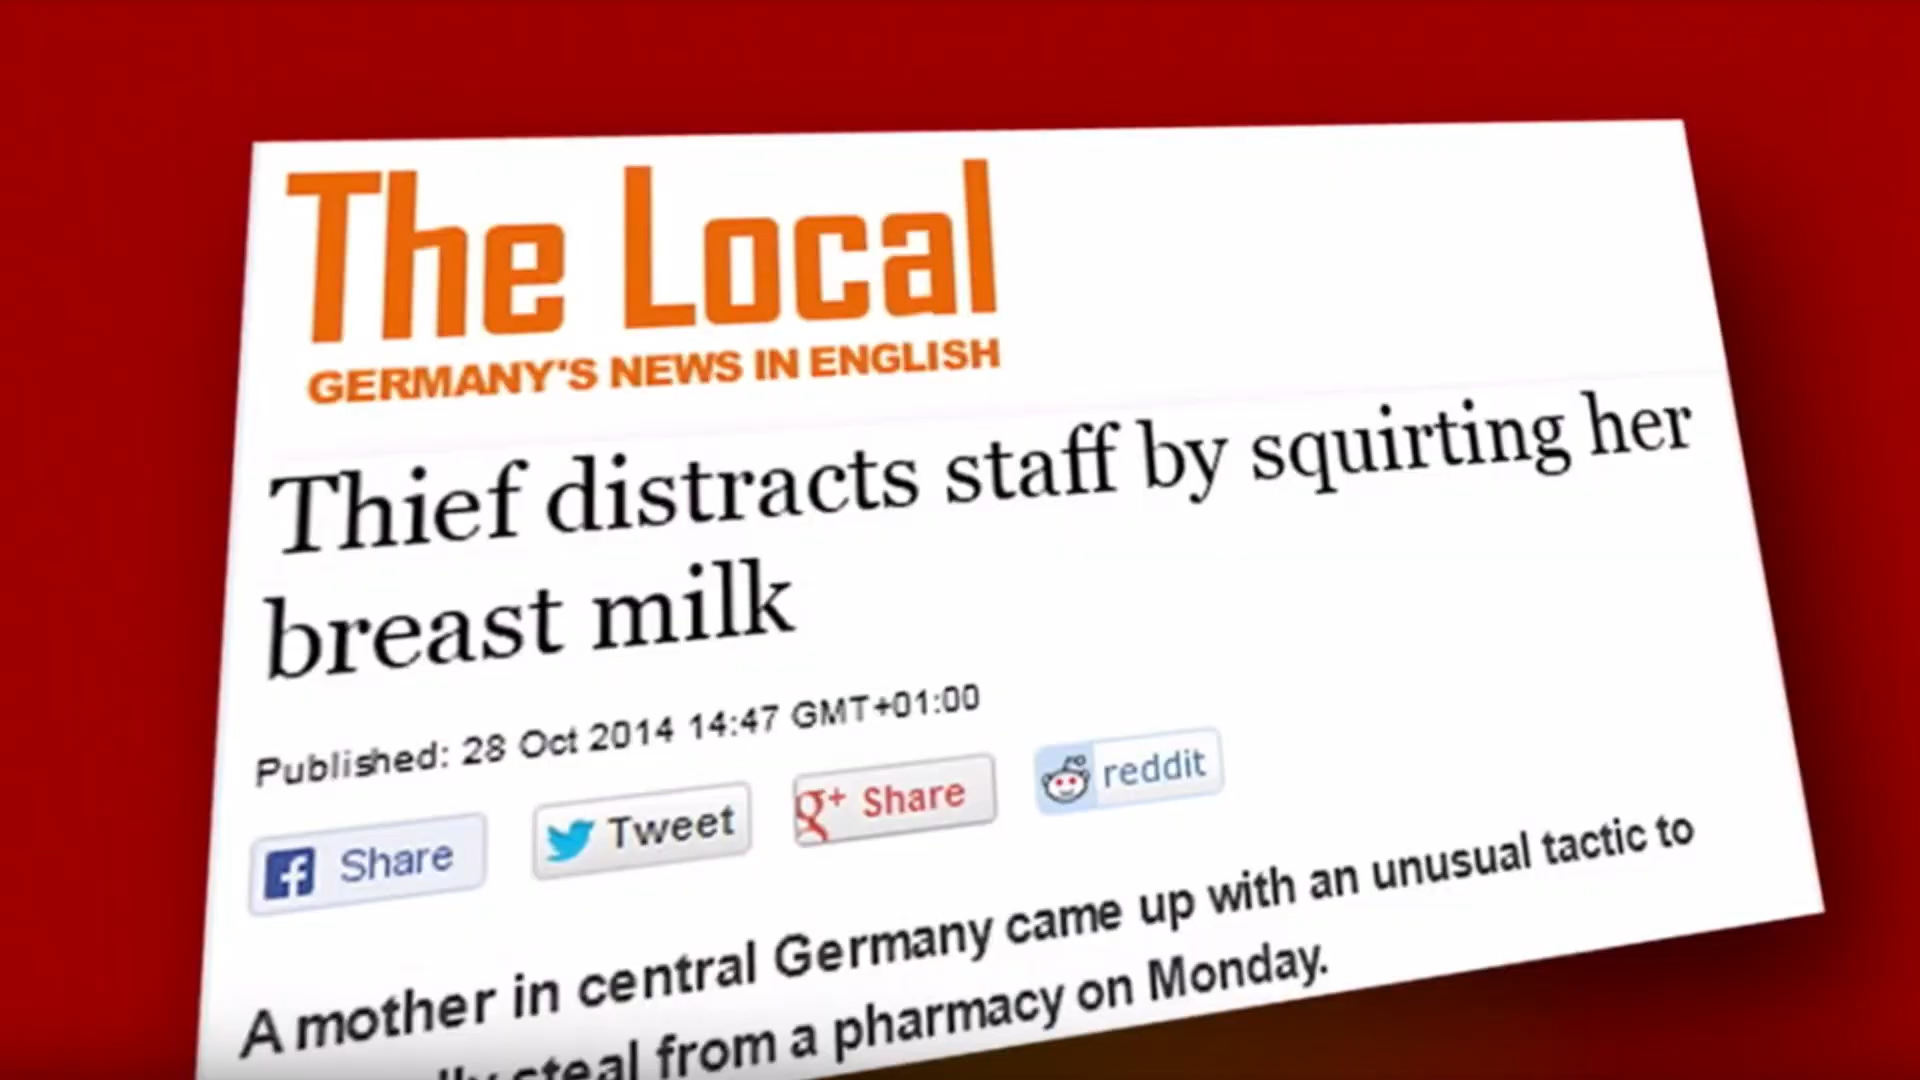 The Local
GERMANY'S NEWS IN ENGLISH
Thief distracts staff by squirting her
breast milk
Published: 28 Oct 2014 14:47 GMT+01:00
Share
Tweet
g+ Share
reddit
A mother in central Germany came up with an unusual tactic to
steal from a pharmacy on Monday.